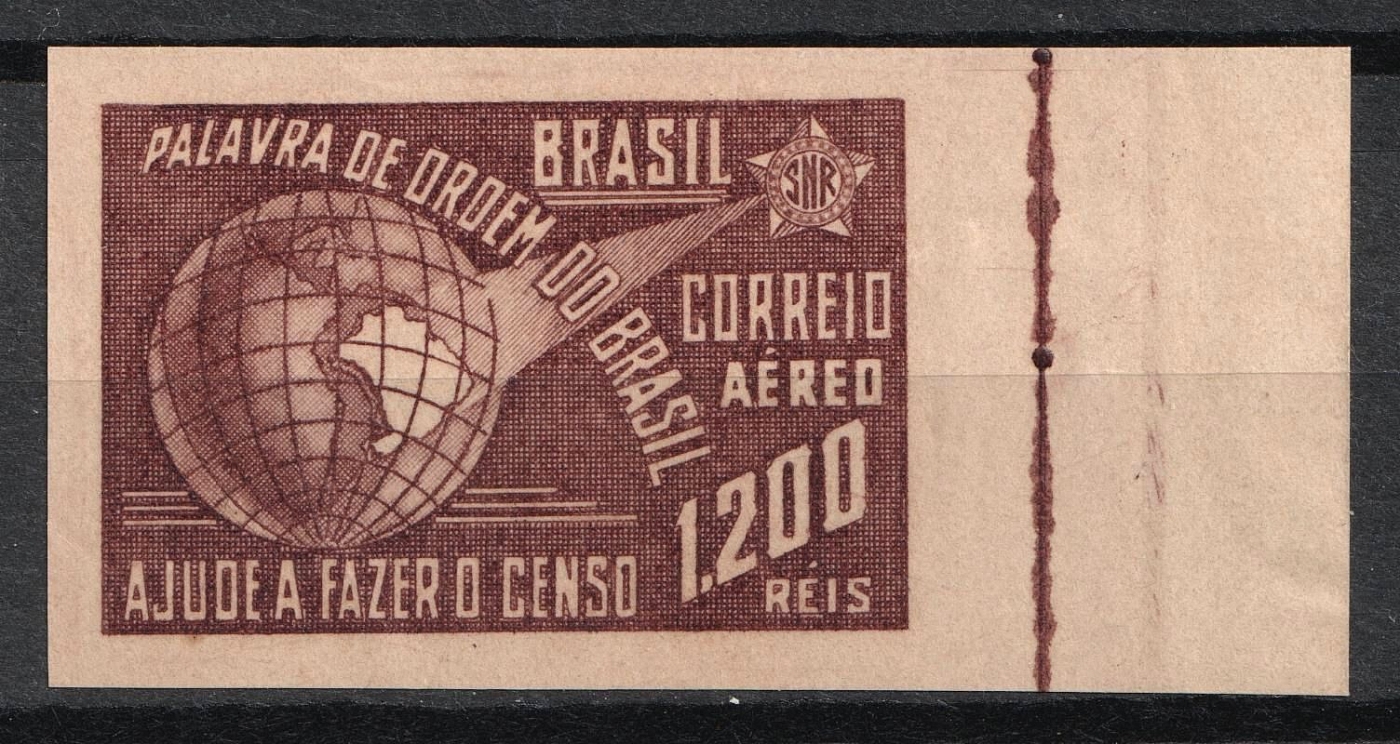 PALAVRA DE ORDEM DO BRASIL
BRASIL
SNR
CORREIO
AÉREO
1.200
RÉIS
AJUDE A FAZER O CENSO